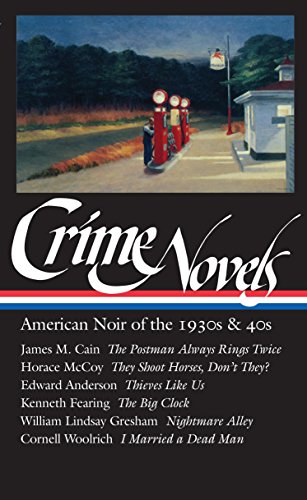 Crime Novels
American Noir of the 1930s & 40s
James M. Cain The Postman Always Rings Twice
Horace McCoy They Shoot Horses, Don't They?
Edward Anderson Thieves Like Us
Kenneth Fearing The Big Clock
William Lindsay Gresham Nightmare Alley
Cornell Woolrich I Married a Dead Man